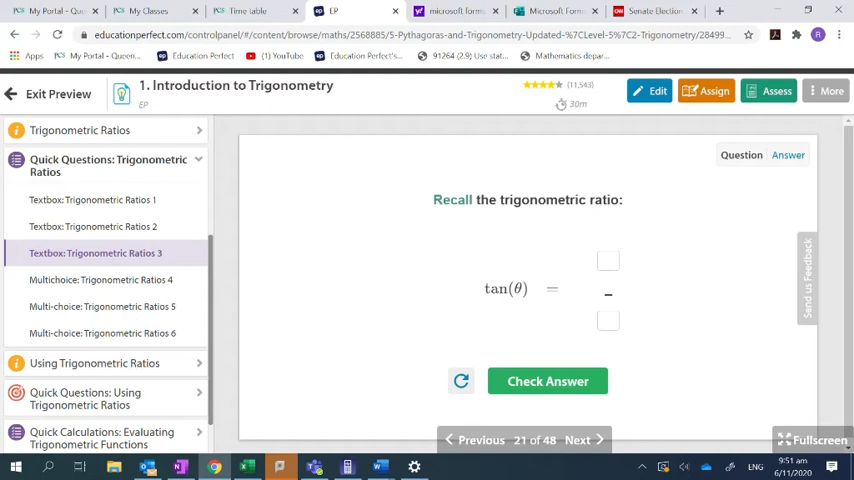 My Portal - Queen
My Classes
Time table
EP
microsoft forms
Microsoft Form
Senate Election
educationperfect.com/controlpanel/#/content/browse/maths/2568885/5-Pythagoras-and-Trigonometry-Updated-%7CLevel-5%7C2-Trigonometry/28499...
Apps
My Portal - Queen...
Education Perfect
(1) YouTube
Education Perfect's...
91264 (2.9) Use stat...
Mathematics depar...
Exit Preview
1. Introduction to Trigonometry
EP
(11,543)
30m
Edit
Assign
Assess
More
Trigonometric Ratios
Quick Questions: Trigonometric
Ratios
Textbox: Trigonometric Ratios 1
Textbox: Trigonometric Ratios 2
Textbox: Trigonometric Ratios 3
Multichoice: Trigonometric Ratios 4
Multi-choice: Trigonometric Ratios 5
Multi-choice: Trigonometric Ratios 6
Using Trigonometric Ratios
Quick Questions: Using
Trigonometric Ratios
Quick Calculations: Evaluating
Trigonometric Functions
Question Answer
Recall the trigonometric ratio:
tan(θ) =
Check Answer
Previous 21 of 48 Next
Fullscreen
Send us Feedback
ENG
9:51 am
6/11/2020